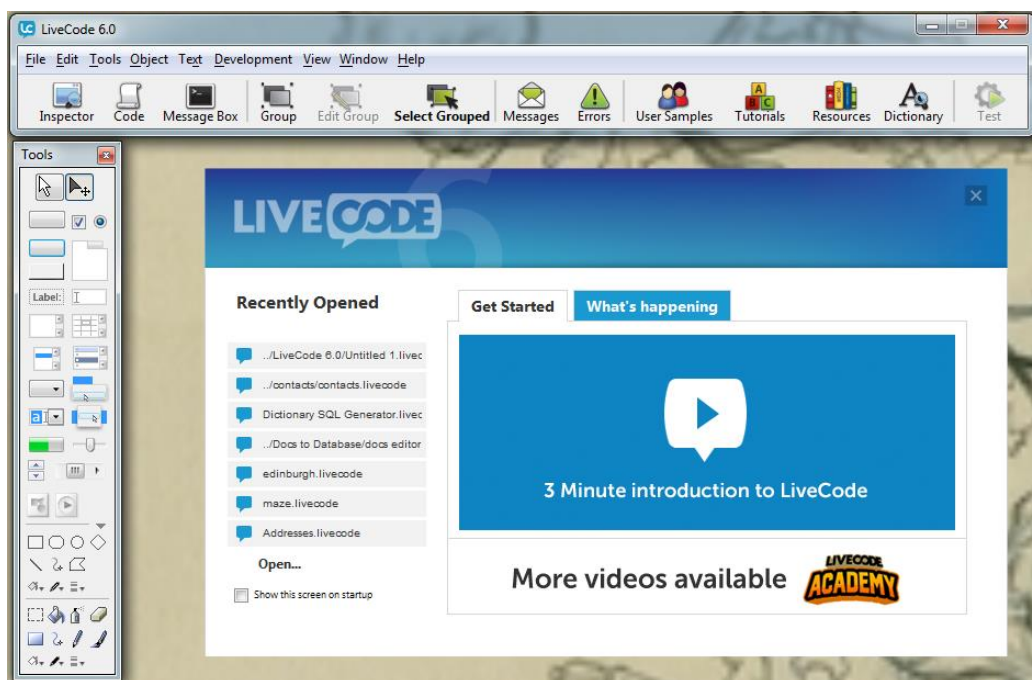 LC LiveCode 6.0
File Edit Tools Object Text Development View Window Help
Inspector Code Message Box Group Edit Group Select Grouped Messages Errors User Samples Tutorials Resources Dictionary Test
Tools
Label:
LIVECODE
6
Recently Opened
../LiveCode 6.0/Untitled 1.livec
../contacts/contacts.livecode
Dictionary SQL Generator.livec
../Docs to Database/docs editor
edinburgh.livecode
maze.livecode
Addresses.livecode
Open...
Show this screen on startup
Get Started What's happening
3 Minute introduction to LiveCode
More videos available
LIVECODE
ACADEMY